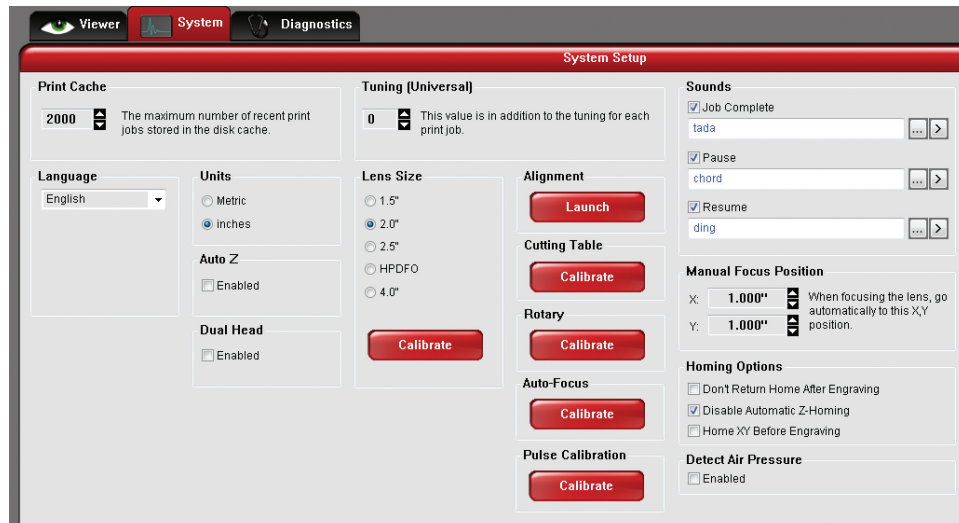 Viewer
System
Diagnostics
System Setup
Print Cache
2000
The maximum number of recent print
jobs stored in the disk cache.
Tuning (Universal)
0
This value is in addition to the tuning for each
print job.
Language
English
Units
Metric
inches
Auto Z
Enabled
Dual Head
Enabled
Lens Size
1.5"
2.0"
2.5"
HPDFO
4.0"
Calibrate
Alignment
Launch
Cutting Table
Calibrate
Rotary
Calibrate
Auto-Focus
Calibrate
Pulse Calibration
Calibrate
Sounds
Job Complete
tada
... >
Pause
chord
... >
Resume
ding
... >
Manual Focus Position
X: 1.000"
Y: 1.000"
When focusing the lens, go
automatically to this X,Y
position.
Homing Options
Don't Return Home After Engraving
Disable Automatic Z-Homing
Home XY Before Engraving
Detect Air Pressure
Enabled